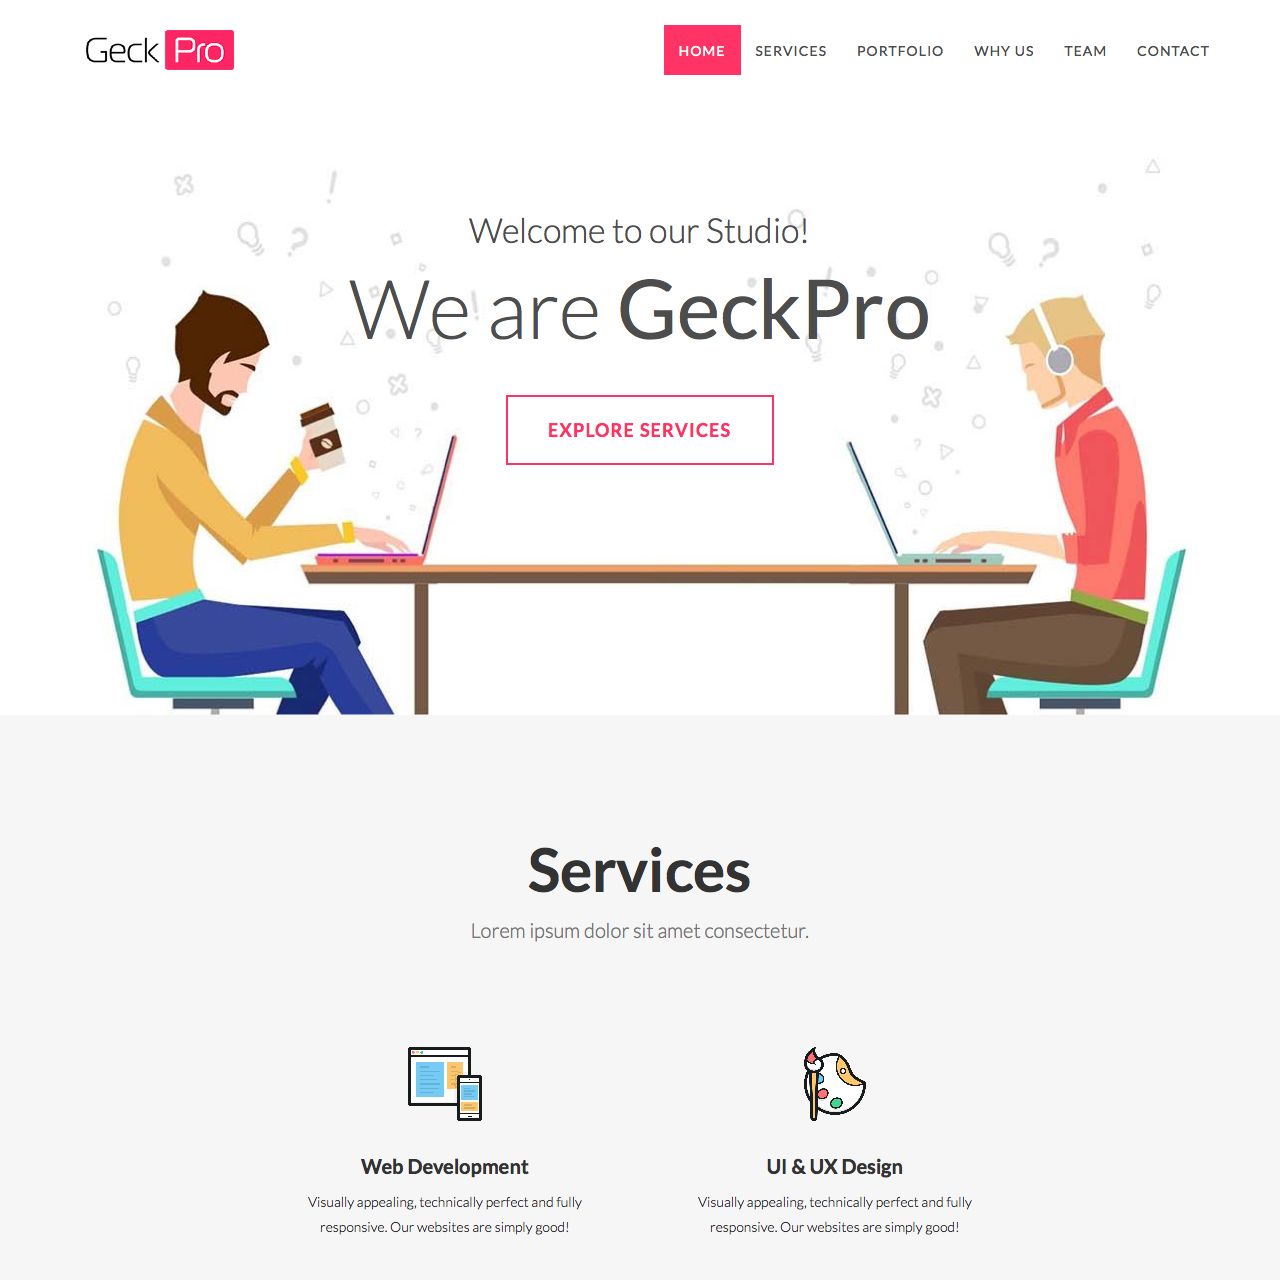 Geck Pro
HOME SERVICES PORTFOLIO WHY US TEAM CONTACT
Welcome to our Studio!
We are GeckPro
EXPLORE SERVICES
Services
Lorem ipsum dolor sit amet consectetur.
Web Development
Visually appealing, technically perfect and fully
responsive. Our websites are simply good!
UI & UX Design
Visually appealing, technically perfect and fully
responsive. Our websites are simply good!